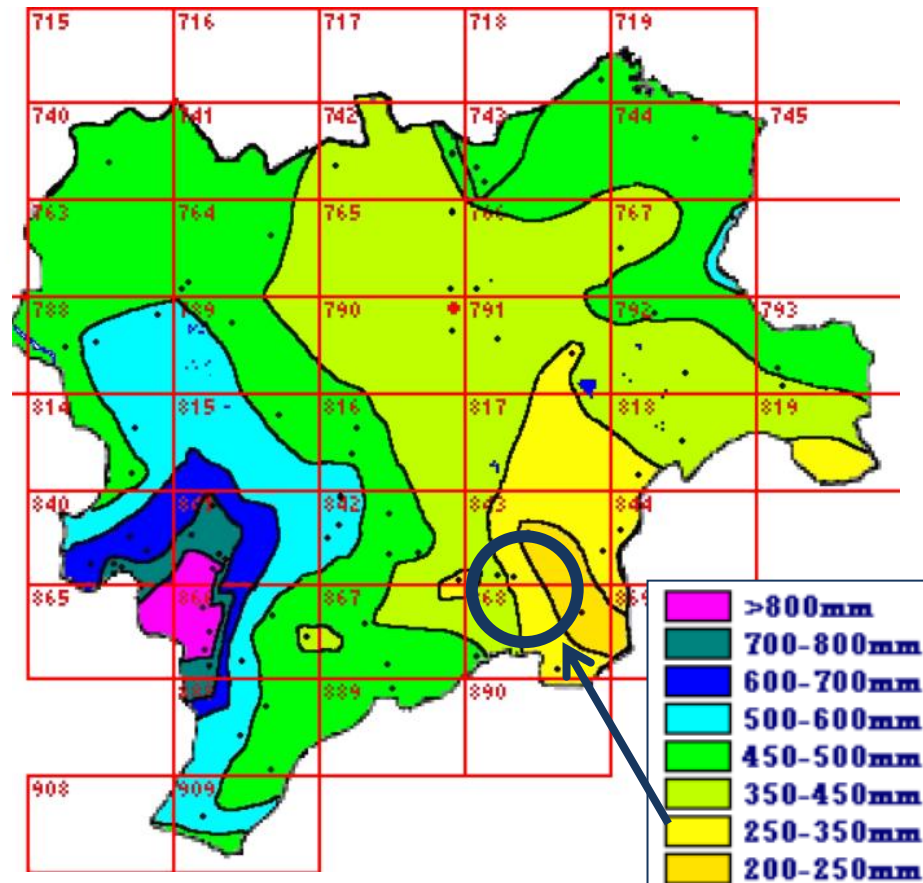 715 716 717 718 719
740 741 742 743 744 745
763 764 765 766 767
788 789 790 791 792 793
814 815 816 817 818 819
840 842 843 844
865 866 867 868
889 890
908 909
>800mm
700-800mm
600-700mm
500-600mm
450-500mm
350-450mm
250-350mm
200-250mm